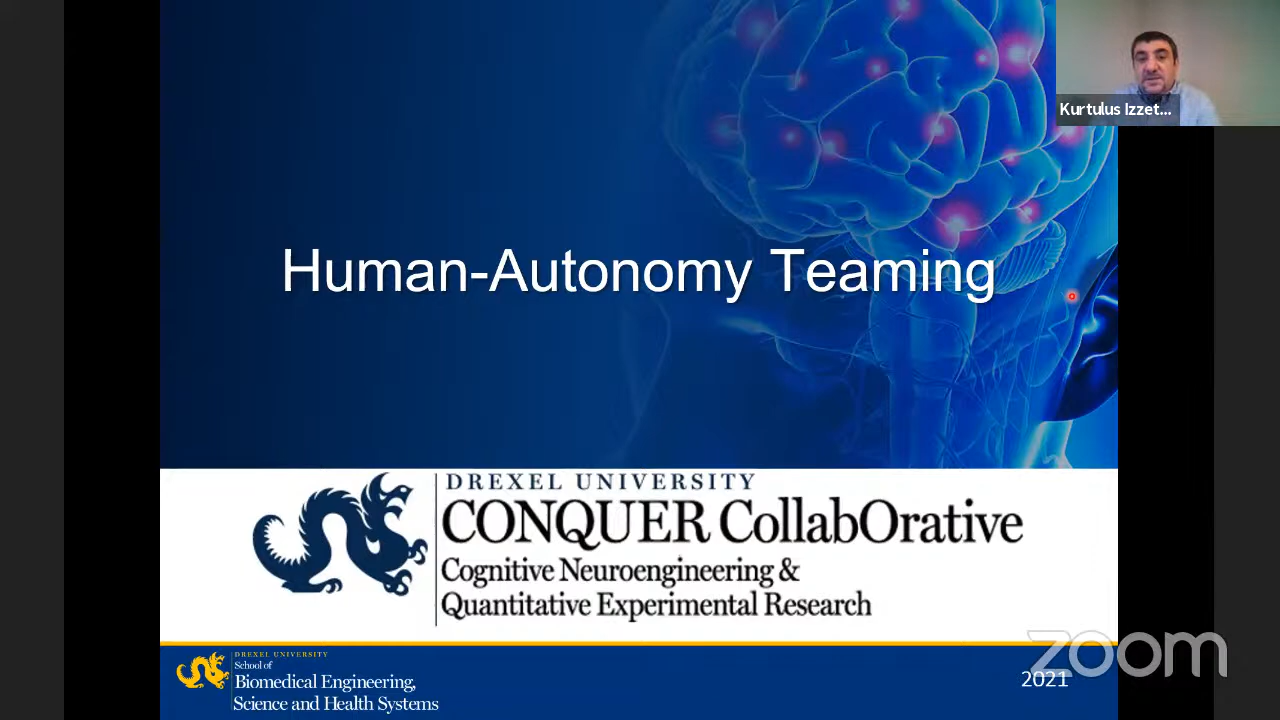 Kurtulus Izzet...
Human-Autonomy Teaming
DREXEL UNIVERSITY
CONQUER CollabOrative
Cognitive Neuroengineering &
Quantitative Experimental Research
DREXEL UNIVERSITY
School of
Biomedical Engineering,
Science and Health Systems
2021
zoom